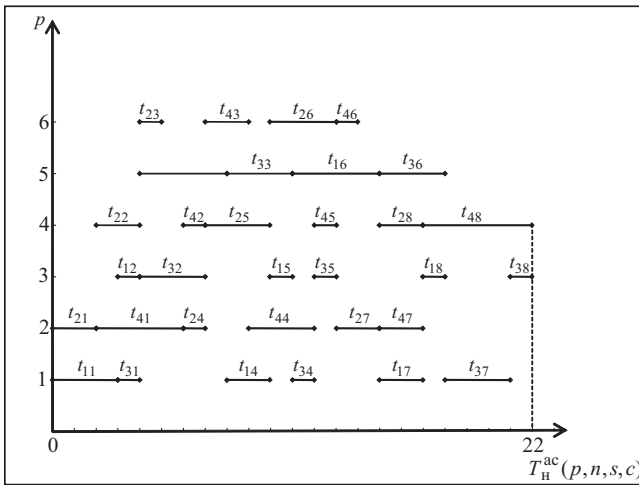 p
t23 t43 t26 t46
6
t33 t16 t36
5
t22 t42 t25 t45 t28 t48
4
t12 t32 t15 t35 t18 t38
3
t21 t41 t24 t44 t27 t47
2
t11 t31 t14 t34 t17 t37
1
0 22
T_H^ac(p, n, s, c)